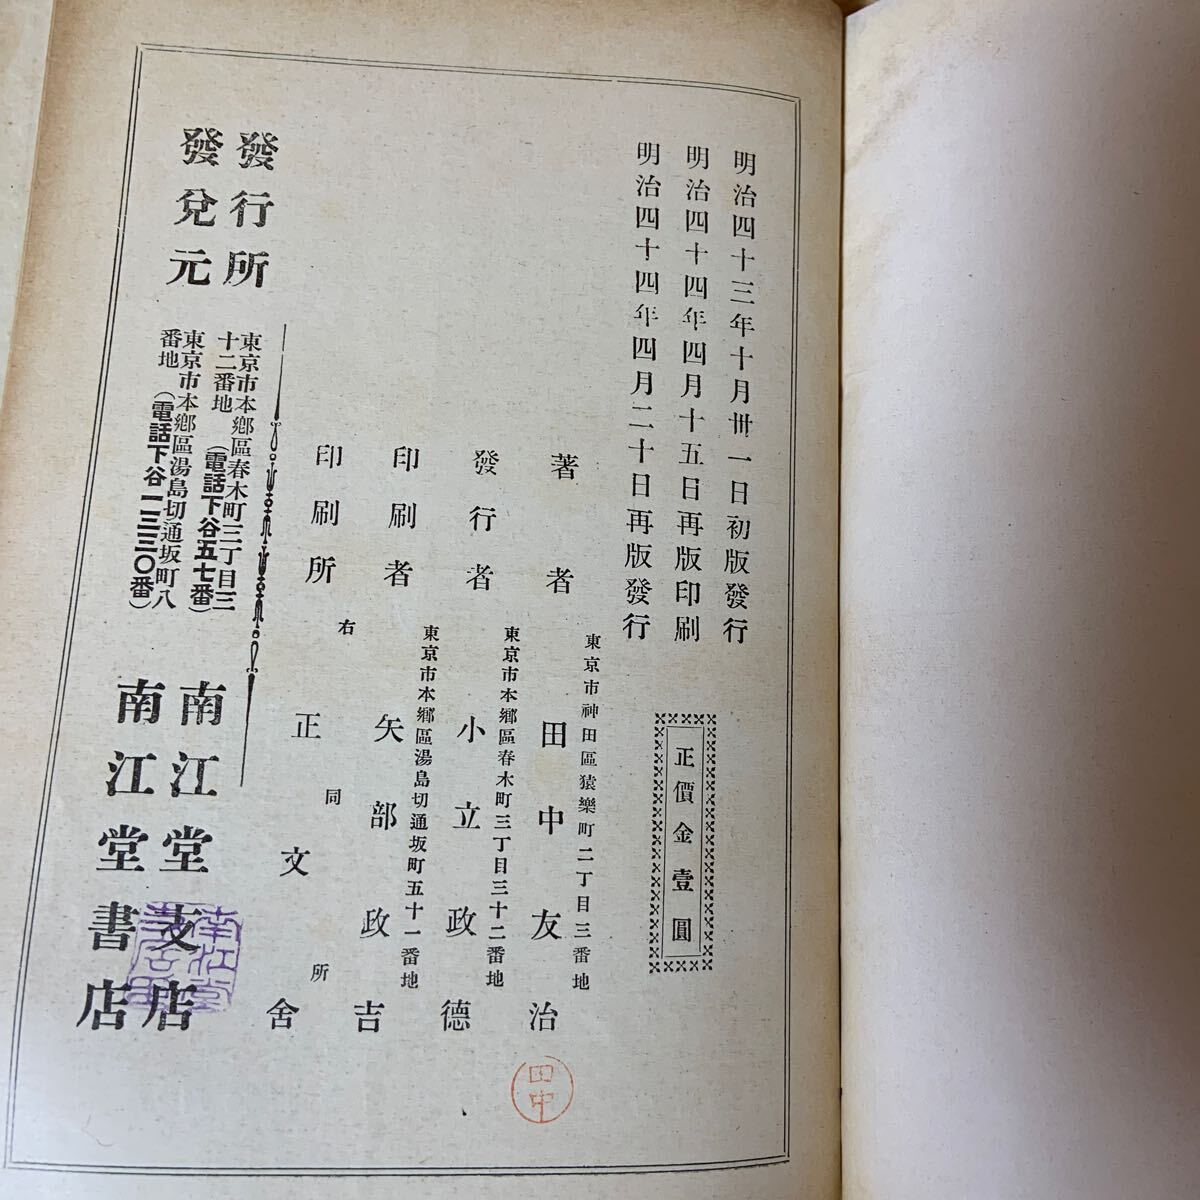 明治四十三年十月卅一日初版發行
明治四十四年四月十五日再版印刷
明治四十四年四月二十日再版發行
正價金壹圓
著者
東京市神田區猿樂町二丁目三番地
田中友治
田中
發行者
東京市本郷區春木町三丁目三十二番地
小立政德
印刷者
東京市本郷區湯島切通坂町五十一番地
矢部政吉
印刷所
右同所
正文舍
發行所
東京市本郷區春木町三丁目三
十二番地(電話下谷五七番)
南江堂支店
發兌元
東京市本郷區湯島切通坂町八
番地(電話下谷一三三〇番)
南江堂書店